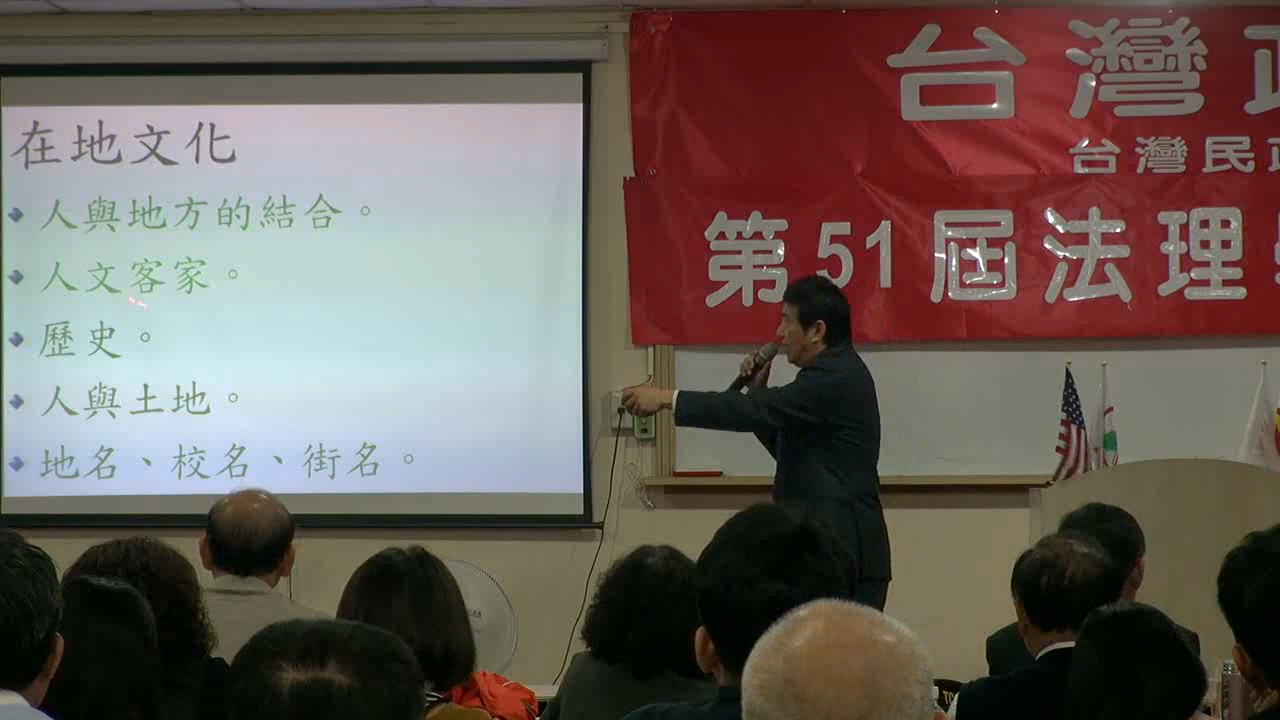 在地文化
人與地方的結合。
人文客家。
歷史。
人與土地。
地名、校名、街名。
台灣
台灣民政
第51屆法理